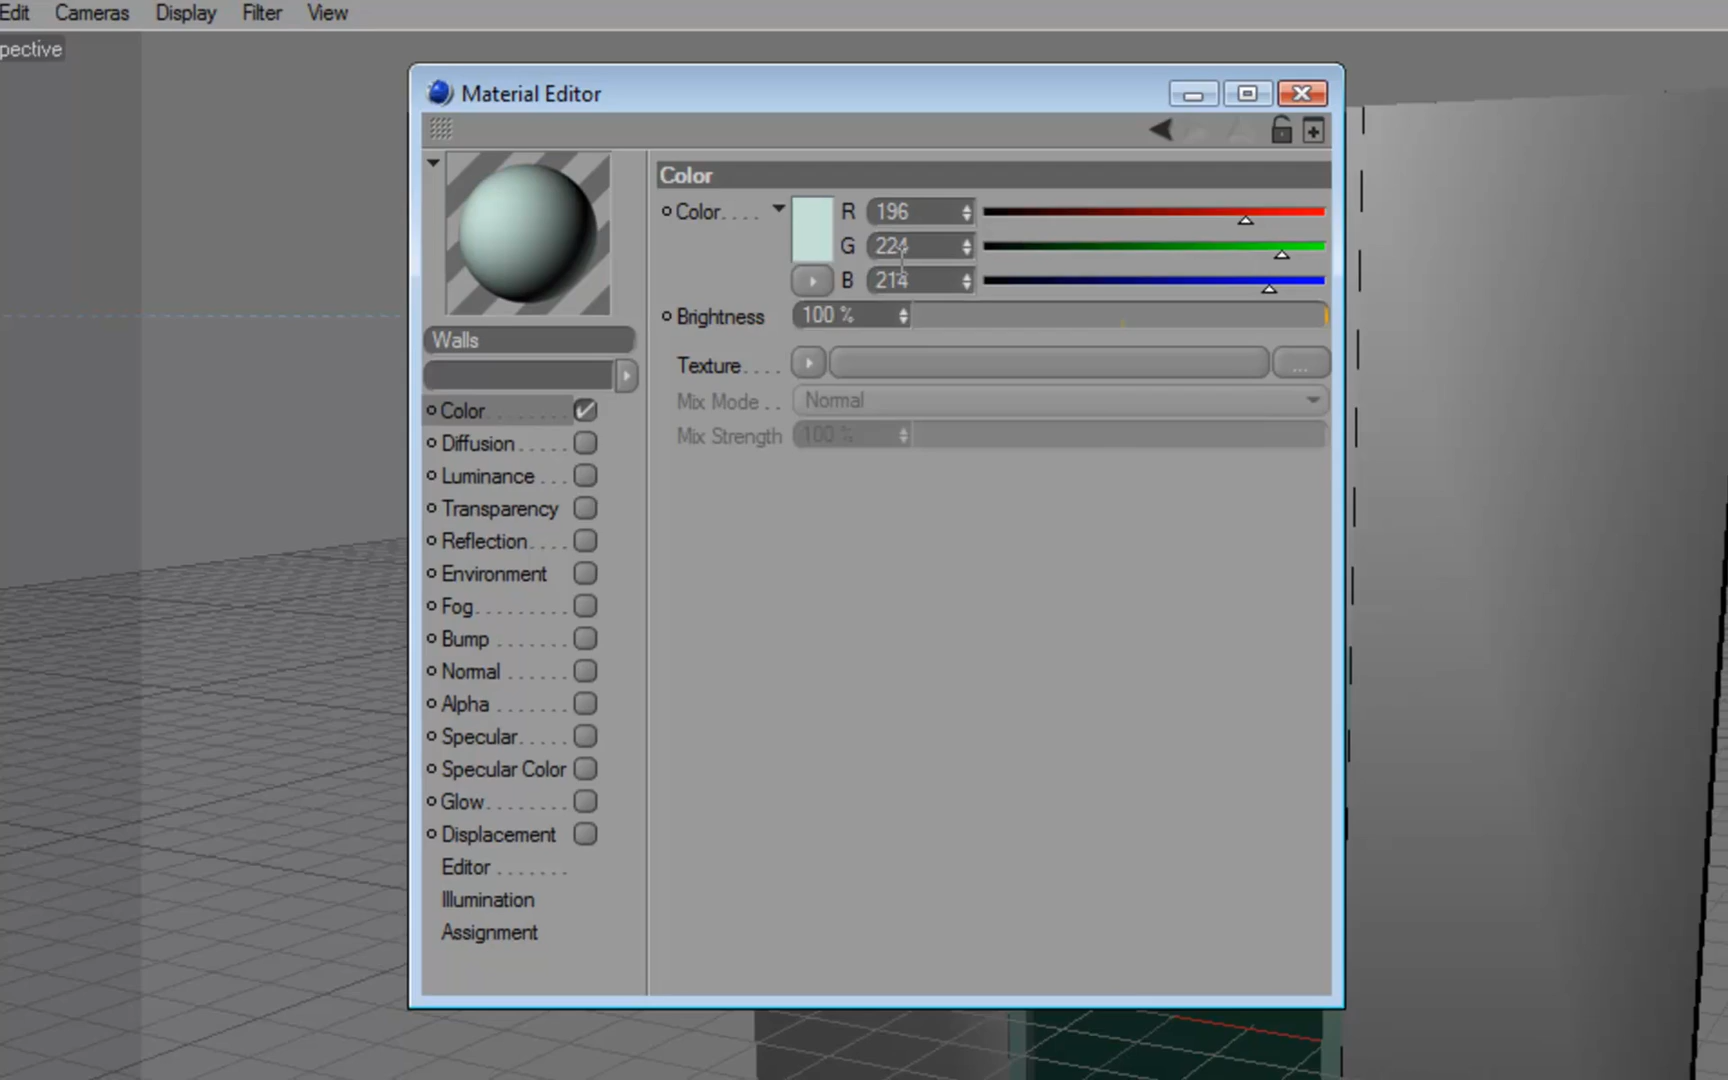 Edit Cameras Display Filter View
pective
Material Editor
Color
Color.... R 196
G 224
B 214
Brightness 100 %
Walls
Texture.... ...
Mix Mode.. Normal
Mix Strength 100 %
Color.......
Diffusion.....
Luminance...
Transparency
Reflection....
Environment
Fog.........
Bump.......
Normal......
Alpha.......
Specular.....
Specular Color
Glow........
Displacement
Editor.......
Illumination
Assignment